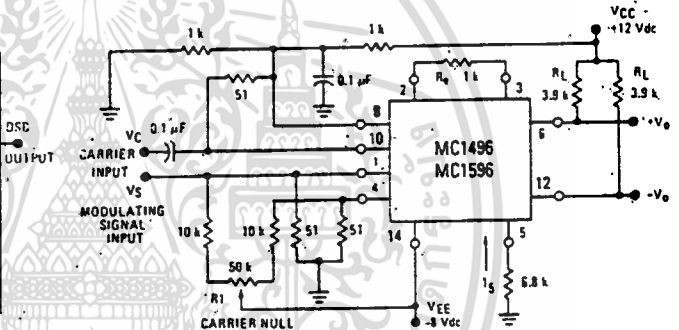 1 k
1 k
VCC
+12 Vdc
51
0.1 µF
2
Re
1 k
3
RL
3.9 k
RL
3.9 k
DSC
OUTPUT
VC
0.1 µF
CARRIER
INPUT
VS
MODULATING
SIGNAL
INPUT
8
10
1
4
MC1496
MC1596
6
+Vo
12
-Vo
10 k
10 k
51
51
14
5
50 k
R1
I5
6.8 k
CARRIER NULL
VEE
-8 Vdc